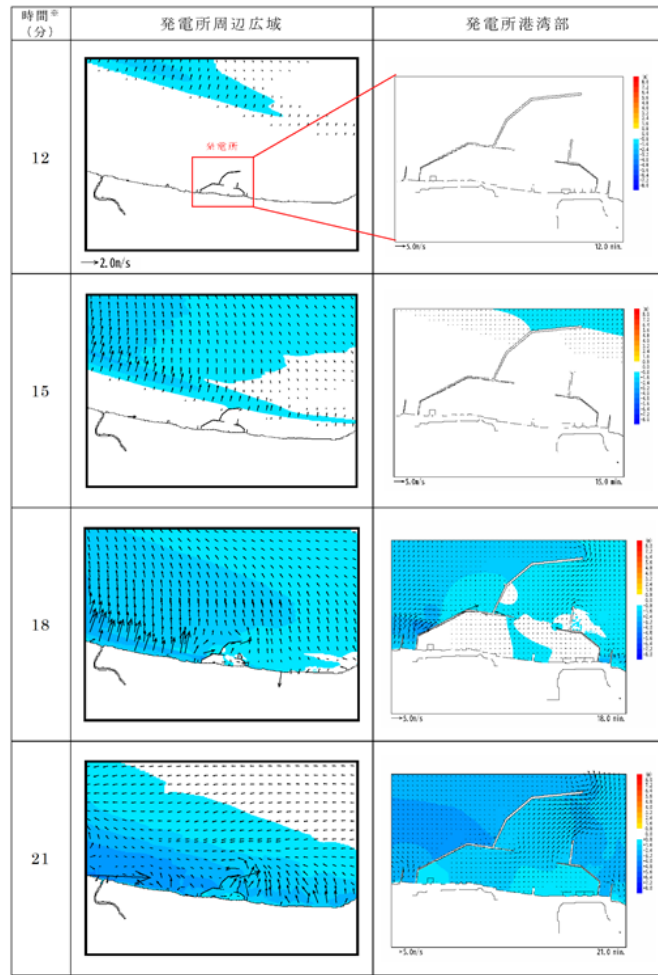 時間※
(分)
発電所周辺広域
発電所港湾部
12
発電所
→2.0m/s
→5.0m/s
12.0 min.
15
→5.0m/s
15.0 min.
18
→5.0m/s
18.0 min.
21
→5.0m/s
21.0 min.